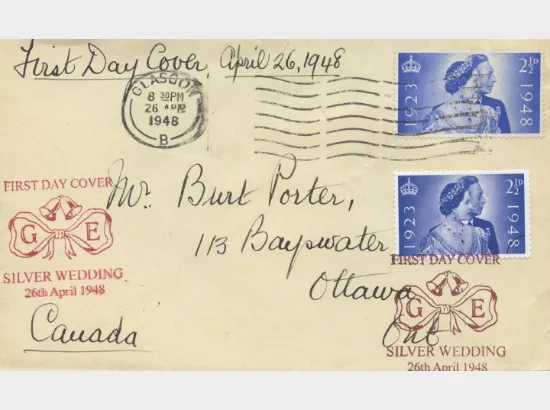 First Day Cover, April 26, 1948
GLASGOW
8 30PM
26 APR
1948
B
1923
2½D
1948
FIRST DAY COVER
G E
SILVER WEDDING
26th April 1948
Mr. Burt Porter,
113 Bayswater
Ottawa
Ont
Canada
1923
2½D
1948
FIRST DAY COVER
G E
SILVER WEDDING
26th April 1948